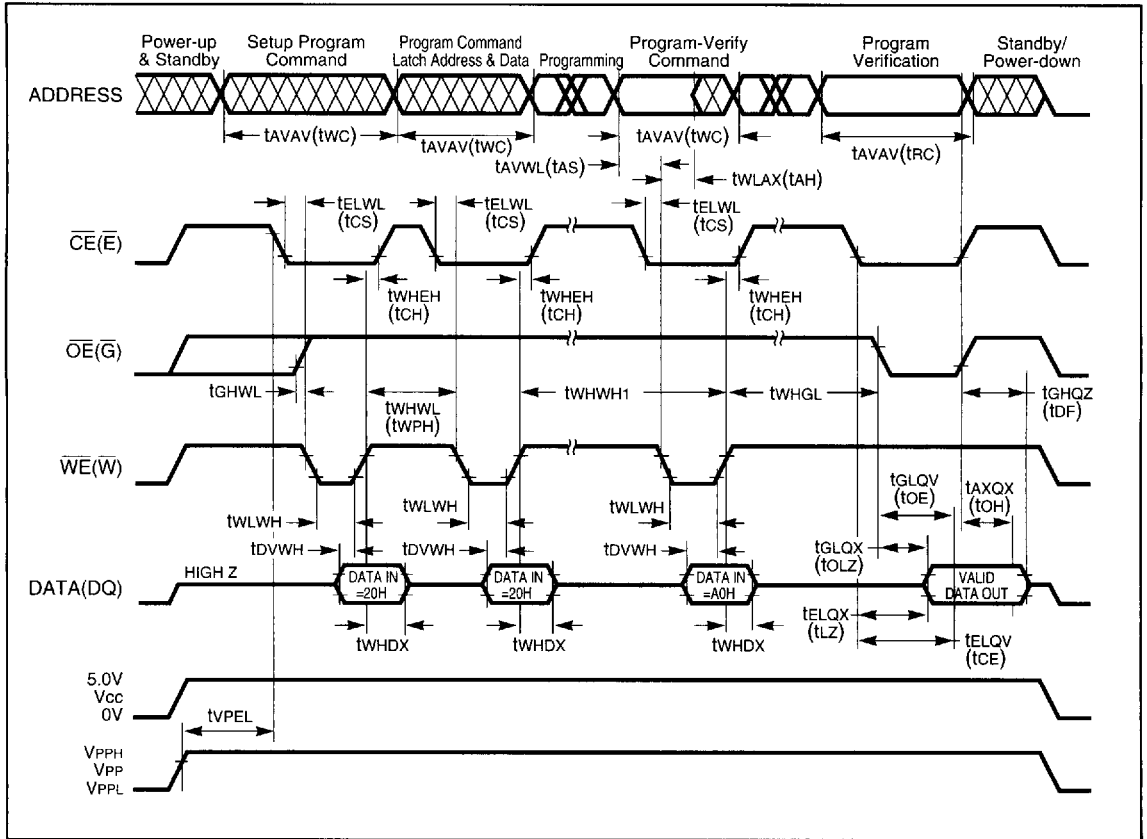 Power-up
& Standby
Setup Program
Command
Program Command
Latch Address & Data
Programming
Program-Verify
Command
Program
Verification
Standby/
Power-down
ADDRESS
tAVAV(tWC)
tAVAV(tWC)
tAVAV(tWC)
tAVAV(tRC)
tAVWL(tAS)
tWLAX(tAH)
tELWL
(tCS)
tELWL
(tCS)
tELWL
(tCS)
CE(E)
tWHEH
(tCH)
tWHEH
(tCH)
tWHEH
(tCH)
OE(G)
tGHWL
tWHWL
(tWPH)
tWHWH1
tWHGL
tGHQZ
(tDF)
WE(W)
tWLWH
tWLWH
tWLWH
tGLQV
(tOE)
tAXQX
(tOH)
tDVWH
tDVWH
tDVWH
tGLQX
(tOLZ)
HIGH Z
DATA(DQ)
DATA IN
=20H
DATA IN
=20H
DATA IN
=A0H
VALID
DATA OUT
tWHDX
tWHDX
tWHDX
tELQX
(tLZ)
tELQV
(tCE)
5.0V
Vcc
0V
tVPEL
VPPH
VPP
VPPL